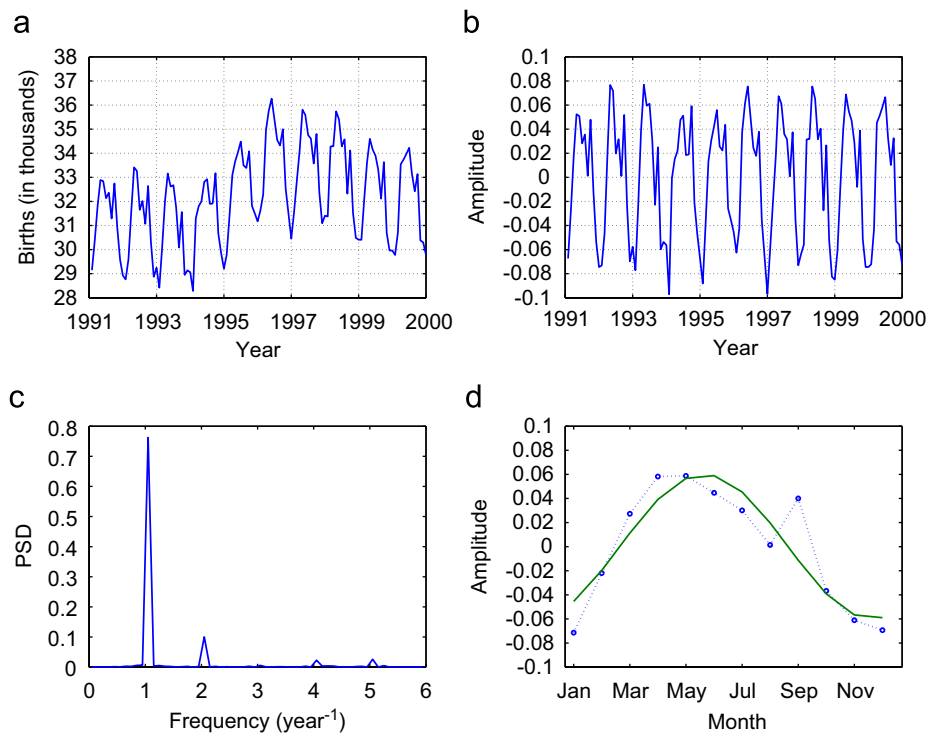 a
38
37
36
35
34
33
32
31
30
29
28
Births (in thousands)
1991 1993 1995 1997 1999 2000
Year
b
0.1
0.08
0.06
0.04
0.02
0
-0.02
-0.04
-0.06
-0.08
-0.1
Amplitude
1991 1993 1995 1997 1999 2000
Year
c
0.8
0.7
0.6
0.5
0.4
0.3
0.2
0.1
0
PSD
0 1 2 3 4 5 6
Frequency (year⁻¹)
d
0.1
0.08
0.06
0.04
0.02
0
-0.02
-0.04
-0.06
-0.08
-0.1
Amplitude
Jan Mar May Jul Sep Nov
Month